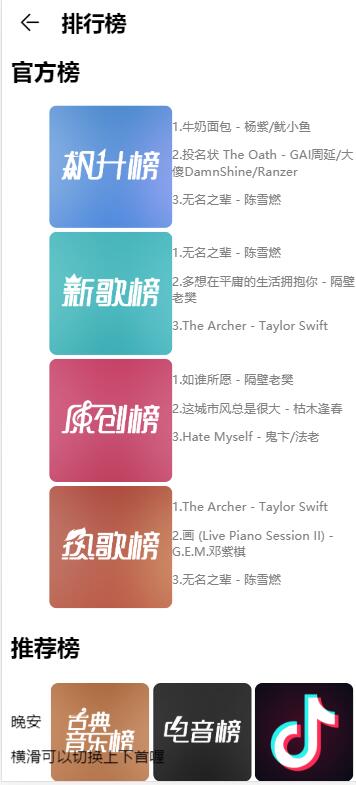 排行榜
官方榜
飙升榜
1.牛奶面包 - 杨紫/鱿小鱼
2.投名状 The Oath - GAI周延/大
傻DamnShine/Ranzer
3.无名之辈 - 陈雪燃
新歌榜
1.无名之辈 - 陈雪燃
2.多想在平庸的生活拥抱你 - 隔壁
老樊
3.The Archer - Taylor Swift
原创榜
1.如谁所愿 - 隔壁老樊
2.这城市风总是很大 - 枯木逢春
3.Hate Myself - 鬼卞/法老
热歌榜
1.The Archer - Taylor Swift
2.画 (Live Piano Session II) -
G.E.M.邓紫棋
3.无名之辈 - 陈雪燃
推荐榜
古典
音乐榜
电音榜
晚安
横滑可以切换上下首喔